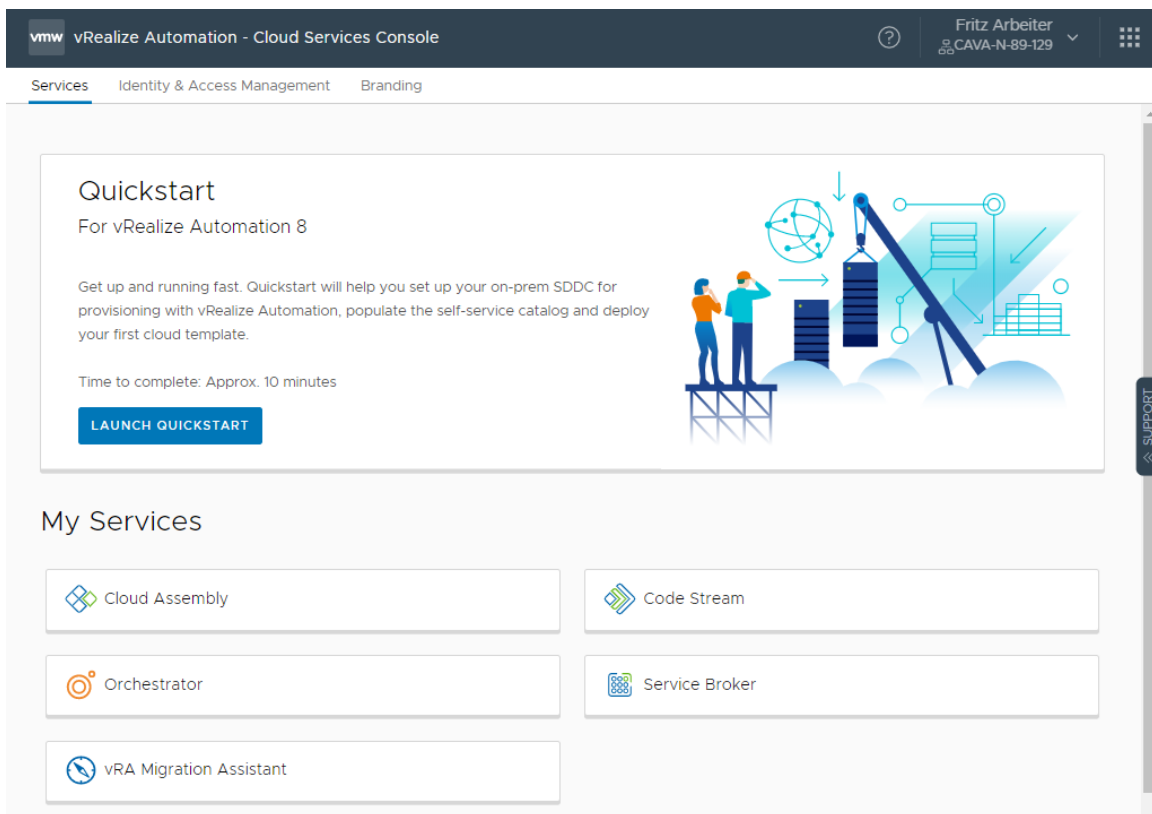 vmw vRealize Automation - Cloud Services Console
Fritz Arbeiter
CAVA-N-89-129
Services Identity & Access Management Branding
Quickstart
For vRealize Automation 8
Get up and running fast. Quickstart will help you set up your on-prem SDDC for
provisioning with vRealize Automation, populate the self-service catalog and deploy
your first cloud template.
Time to complete: Approx. 10 minutes
LAUNCH QUICKSTART
SUPPORT
My Services
Cloud Assembly
Code Stream
Orchestrator
Service Broker
vRA Migration Assistant